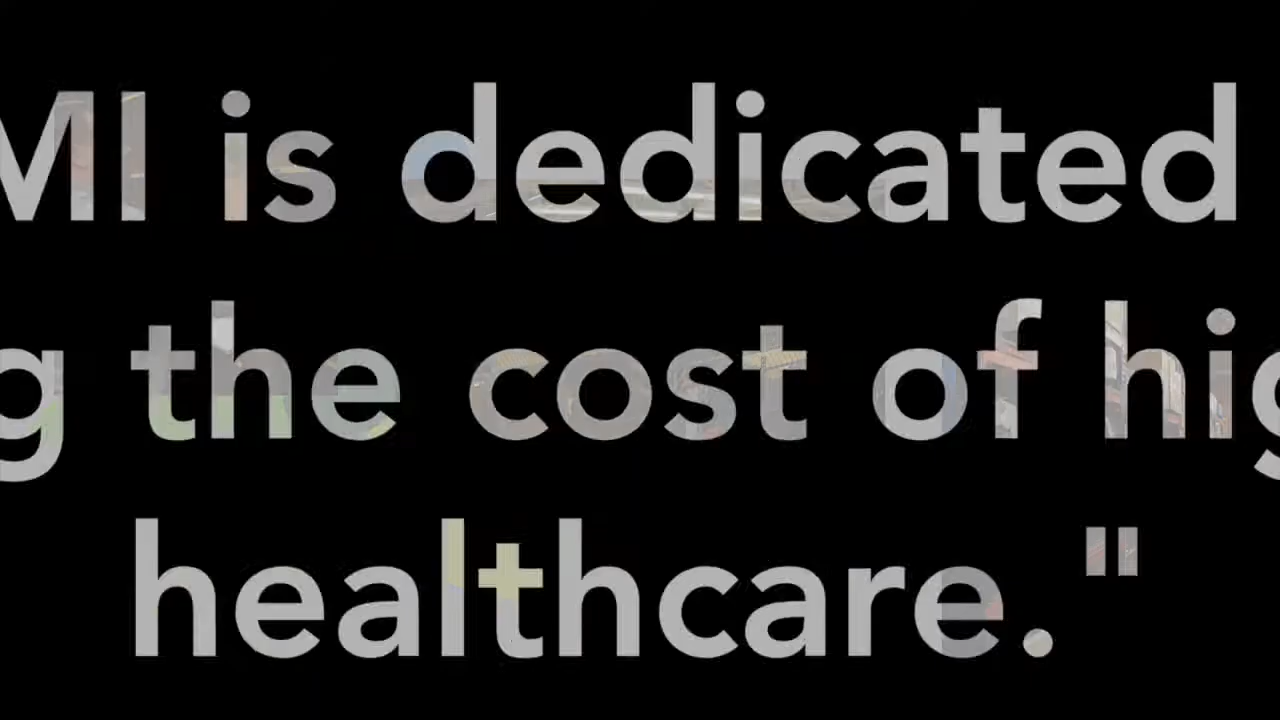 MI is dedicated
g the cost of hig
healthcare."